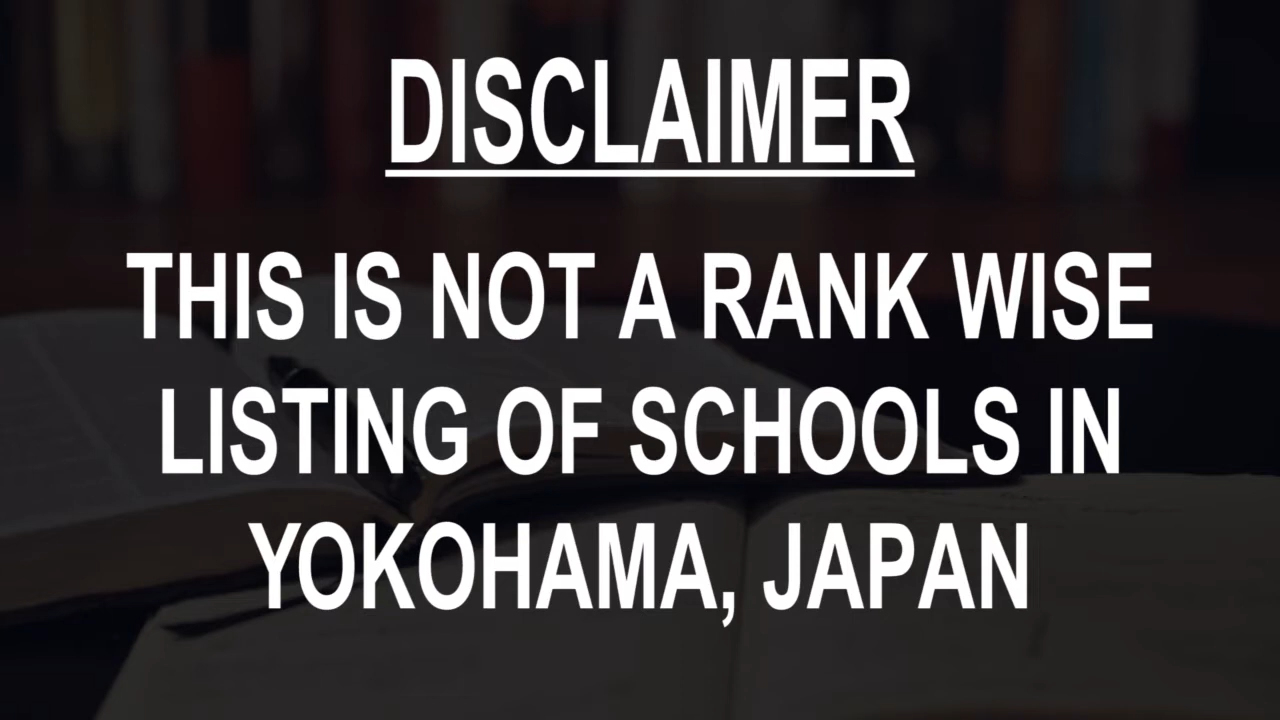 DISCLAIMER
THIS IS NOT A RANK WISE
LISTING OF SCHOOLS IN
YOKOHAMA, JAPAN